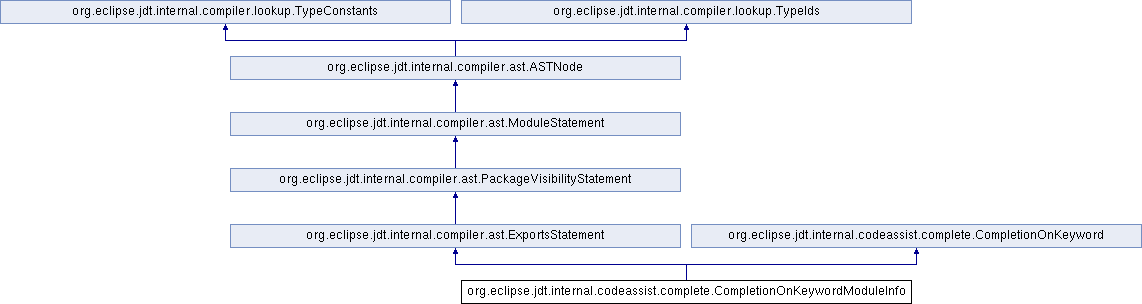 org.eclipse.jdt.internal.compiler.lookup.TypeConstants
org.eclipse.jdt.internal.compiler.lookup.TypeIds
org.eclipse.jdt.internal.compiler.ast.ASTNode
org.eclipse.jdt.internal.compiler.ast.ModuleStatement
org.eclipse.jdt.internal.compiler.ast.PackageVisibilityStatement
org.eclipse.jdt.internal.compiler.ast.ExportsStatement
org.eclipse.jdt.internal.codeassist.complete.CompletionOnKeyword
org.eclipse.jdt.internal.codeassist.complete.CompletionOnKeywordModuleInfo